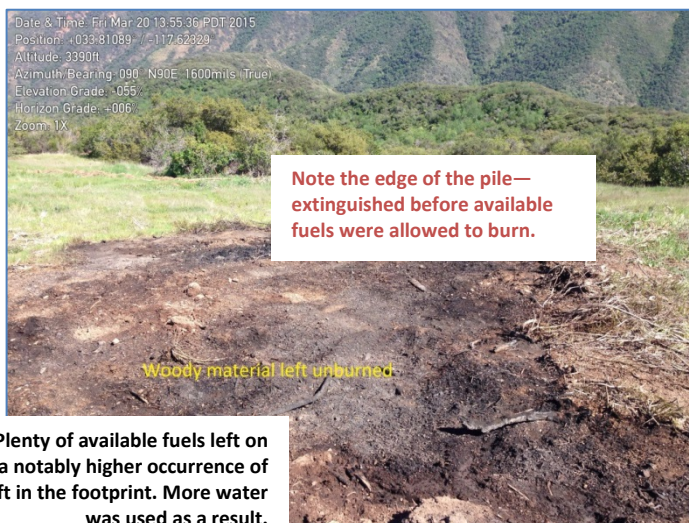 Date & Time: Fri Mar 20 13:55:36 PDT 2015
Position: +033.81089° / -117.62329
Altitude: 3390ft
Azimuth/Bearing: 090° N90E 1600mils (True)
Elevation Grade: -055%
Horizon Grade: +006%
Zoom: 1X
Note the edge of the pile—
extinguished before available
fuels were allowed to burn.
Woody material left unburned
Plenty of available fuels left on
a notably higher occurrence of
ft in the footprint. More water
was used as a result.